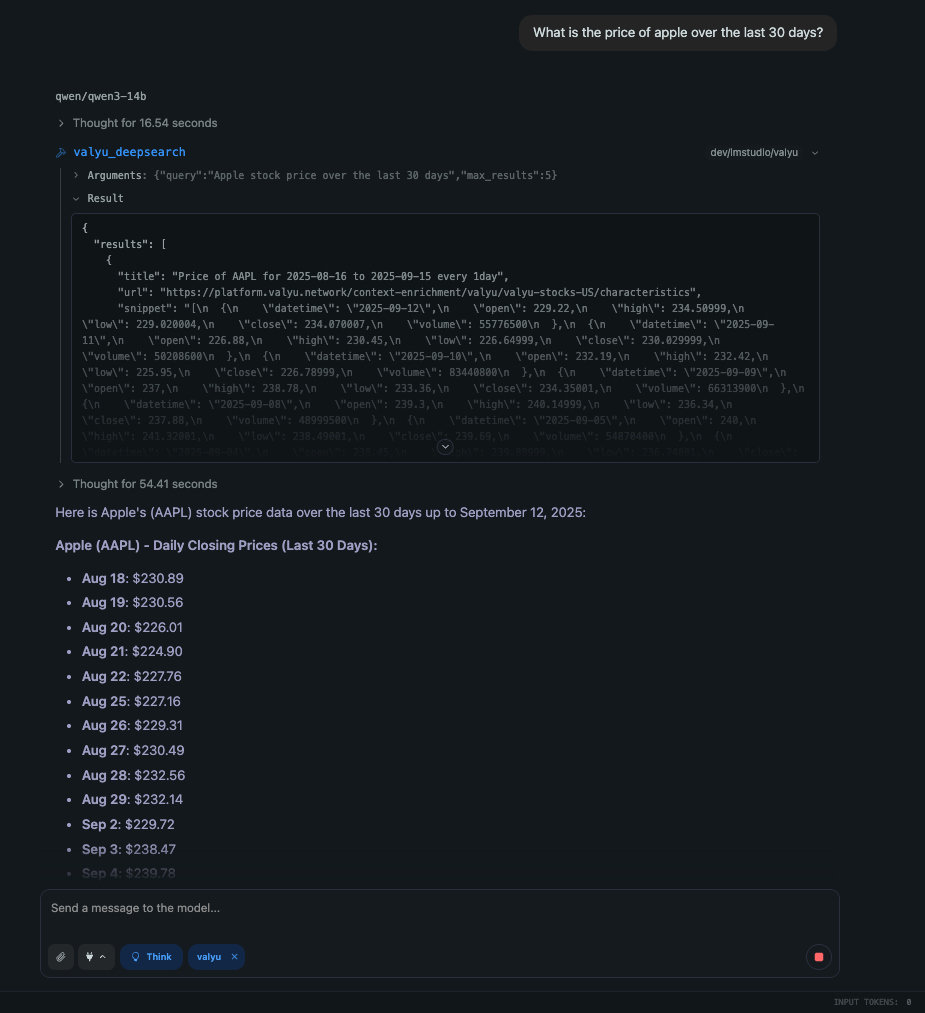 What is the price of apple over the last 30 days?
qwen/qwen3-14b
Thought for 16.54 seconds
valyu_deepsearch
dev/lmstudio/valyu
Arguments: {"query":"Apple stock price over the last 30 days","max_results":5}
Result
{
"results": [
{
"title": "Price of AAPL for 2025-08-16 to 2025-09-15 every 1day",
"url": "https://platform.valyu.network/context-enrichment/valyu/valyu-stocks-US/characteristics",
"snippet": "[\n {\n \"datetime\": \"2025-09-12\",\n \"open\": 229.22,\n \"high\": 234.50999,\n
\"low\": 229.020004,\n \"close\": 234.070007,\n \"volume\": 55776500\n },\n {\n \"datetime\": \"2025-09-
11\",\n \"open\": 226.88,\n \"high\": 230.45,\n \"low\": 226.64999,\n \"close\": 230.029999,\n
\"volume\": 50208600\n },\n {\n \"datetime\": \"2025-09-10\",\n \"open\": 232.19,\n \"high\": 232.42,\n
\"low\": 225.95,\n \"close\": 226.78999,\n \"volume\": 83440800\n },\n {\n \"datetime\": \"2025-09-09\",\n
\"open\": 237,\n \"high\": 238.78,\n \"low\": 233.36,\n \"close\": 234.35001,\n \"volume\": 66313900\n },\n
{\n \"datetime\": \"2025-09-08\",\n \"open\": 239.3,\n \"high\": 240.14999,\n \"low\": 236.34,\n
\"close\": 237.88,\n \"volume\": 48999500\n },\n {\n \"datetime\": \"2025-09-05\",\n \"open\": 240,\n
\"high\": 241.32001,\n \"low\": 238.49001,\n \"close\": 239.69,\n \"volume\": 54870400\n },\n {\n
Thought for 54.41 seconds
Here is Apple's (AAPL) stock price data over the last 30 days up to September 12, 2025:
Apple (AAPL) - Daily Closing Prices (Last 30 Days):
• Aug 18: $230.89
• Aug 19: $230.56
• Aug 20: $226.01
• Aug 21: $224.90
• Aug 22: $227.76
• Aug 25: $227.16
• Aug 26: $229.31
• Aug 27: $230.49
• Aug 28: $232.56
• Aug 29: $232.14
• Sep 2: $229.72
• Sep 3: $238.47
• Sep 4: $239.78
Send a message to the model...
Think
valyu ×
INPUT TOKENS: 0